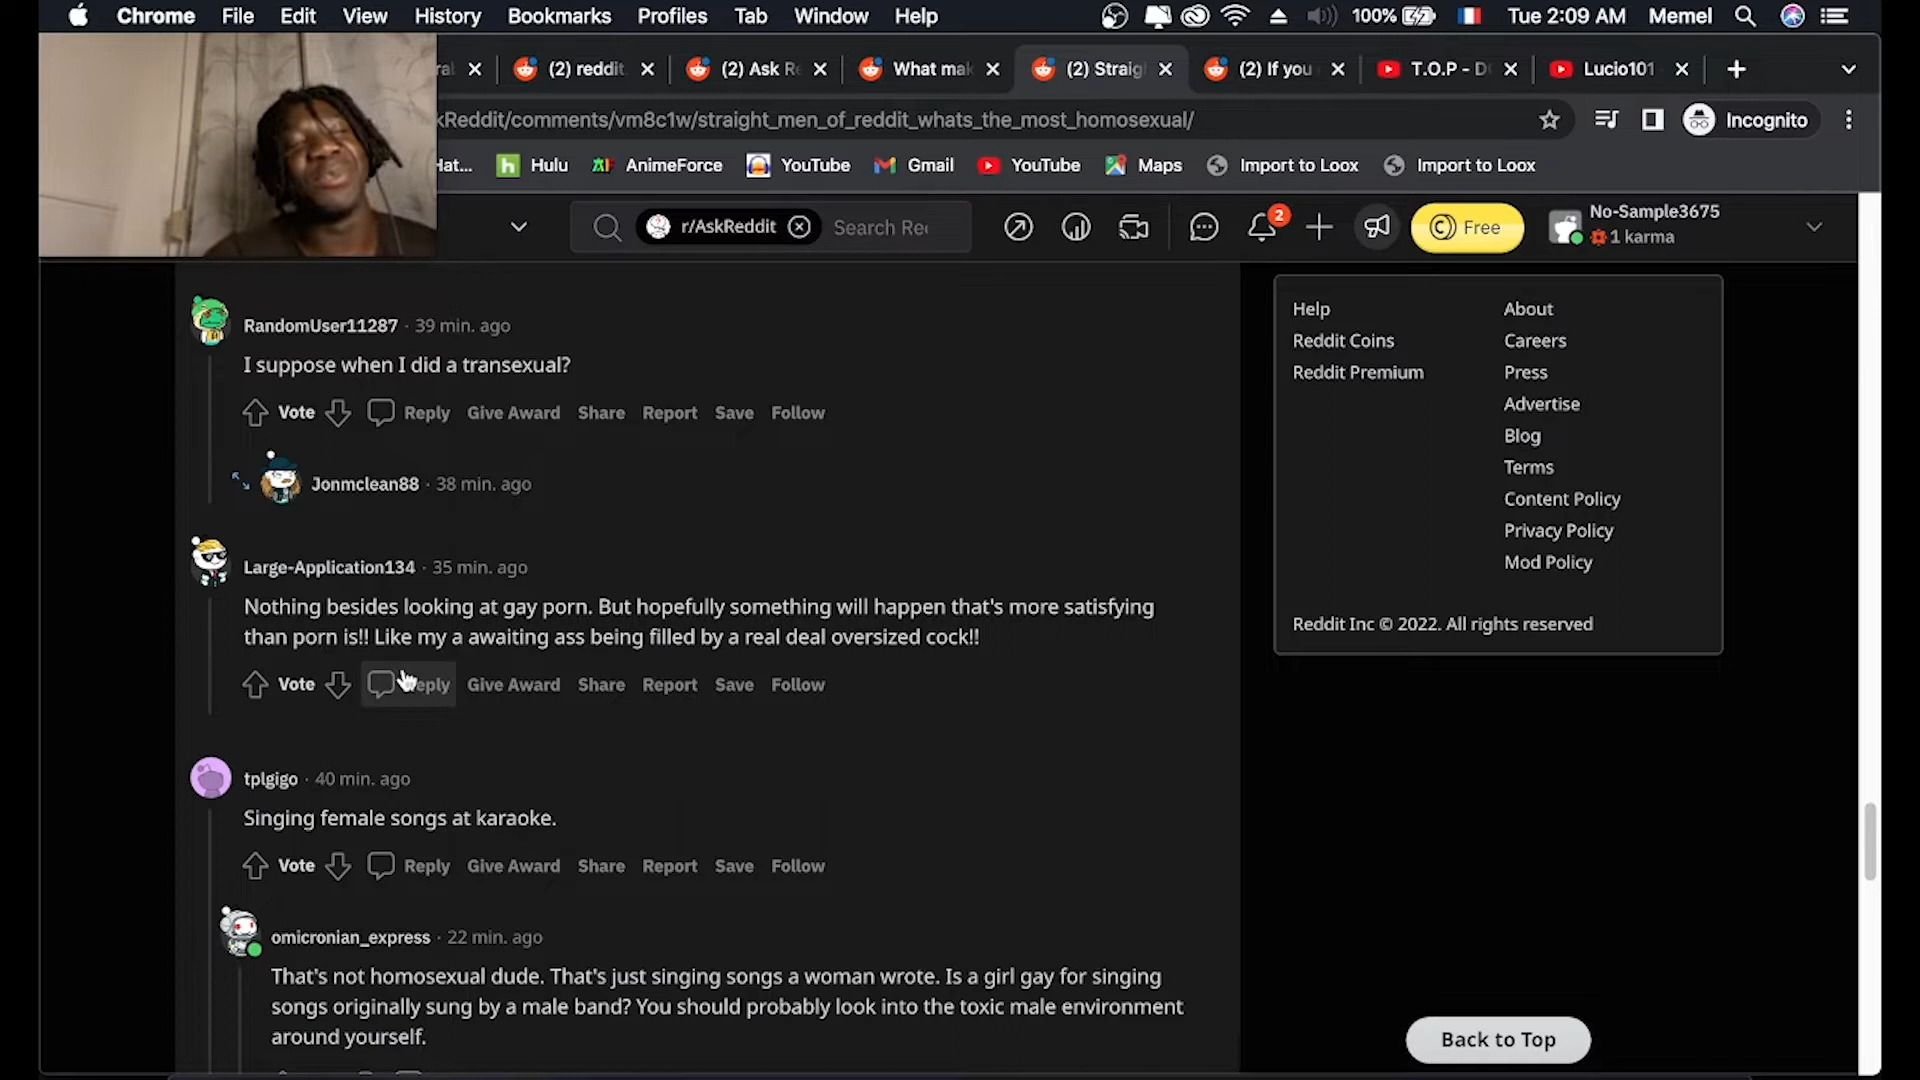 Chrome File Edit View History Bookmarks Profiles Tab Window Help 100% Tue 2:09 AM Memel
(2) reddit (2) Ask Re What mak (2) Straig (2) If you T.O.P - D Lucio101
kReddit/comments/vm8c1w/straight_men_of_reddit_whats_the_most_homosexual/ Incognito
Hat... Hulu AnimeForce YouTube Gmail YouTube Maps Import to Loox Import to Loox
r/AskReddit Search Re 2 Free No-Sample3675
1 karma
RandomUser11287 · 39 min. ago
I suppose when I did a transexual?
Vote Reply Give Award Share Report Save Follow
Jonmclean88 · 38 min. ago
Large-Application134 · 35 min. ago
Nothing besides looking at gay porn. But hopefully something will happen that's more satisfying
than porn is!! Like my a awaiting ass being filled by a real deal oversized cock!!
Vote Reply Give Award Share Report Save Follow
tplgigo · 40 min. ago
Singing female songs at karaoke.
Vote Reply Give Award Share Report Save Follow
omicronian_express · 22 min. ago
That's not homosexual dude. That's just singing songs a woman wrote. Is a girl gay for singing
songs originally sung by a male band? You should probably look into the toxic male environment
around yourself.
Help About
Reddit Coins Careers
Reddit Premium Press
Advertise
Blog
Terms
Content Policy
Privacy Policy
Mod Policy
Reddit Inc © 2022. All rights reserved
Back to Top